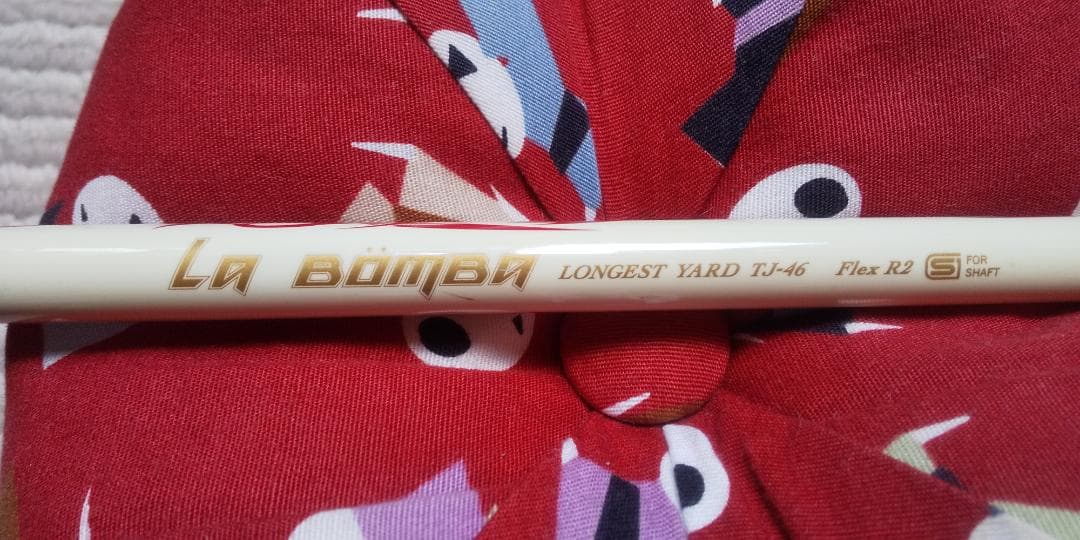 La BömBa LONGEST YARD TJ-46 Flex R2 S FOR SHAFT